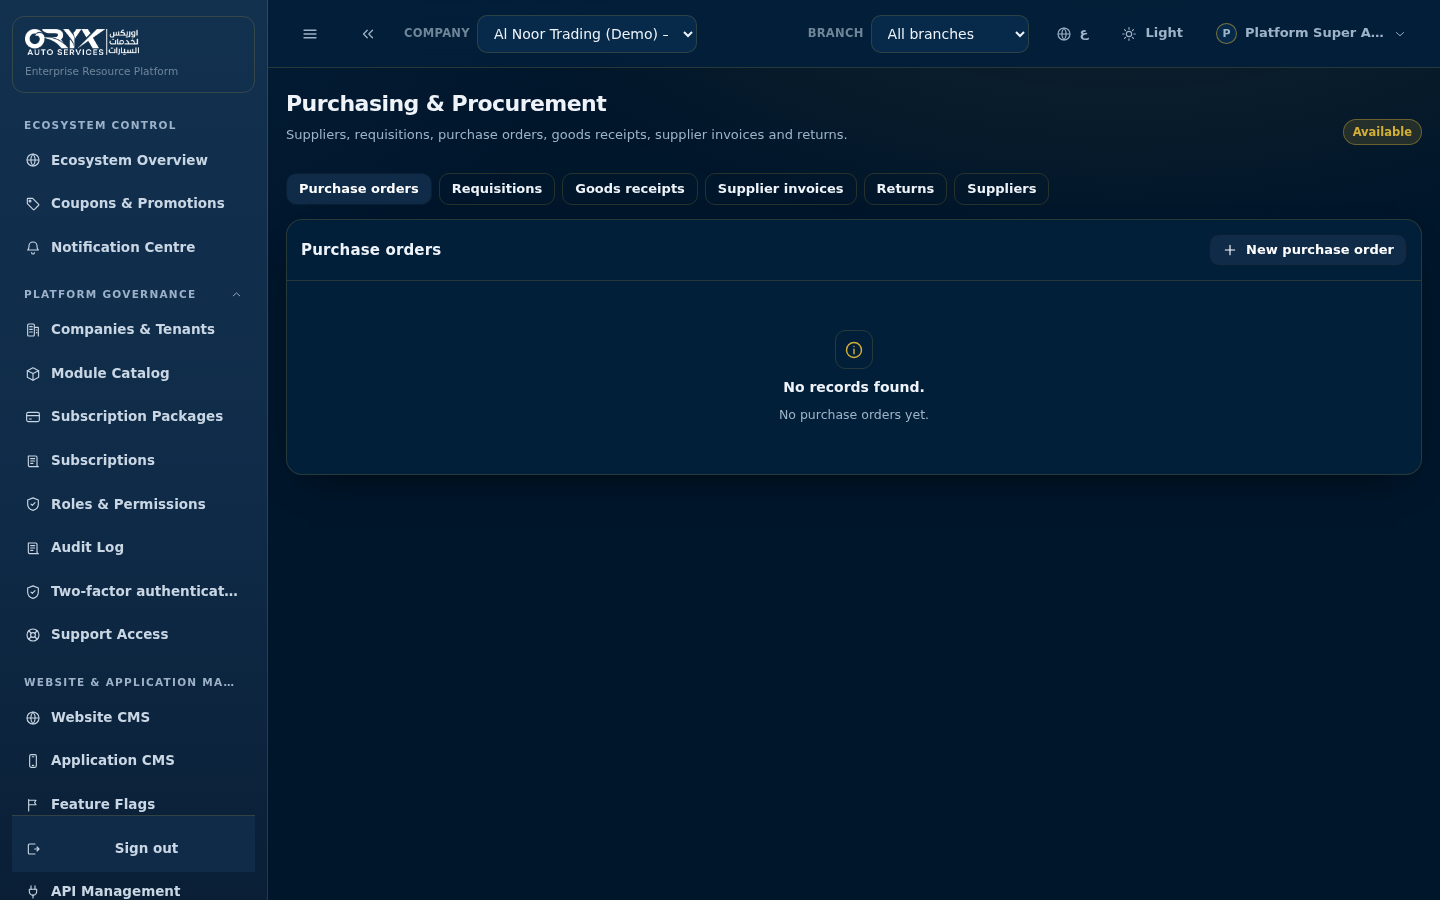 ORYX
AUTO SERVICES
اوريكس
لخدمات
السيارات
Enterprise Resource Platform
ECOSYSTEM CONTROL
Ecosystem Overview
Coupons & Promotions
Notification Centre
PLATFORM GOVERNANCE
Companies & Tenants
Module Catalog
Subscription Packages
Subscriptions
Roles & Permissions
Audit Log
Two-factor authenticat…
Support Access
WEBSITE & APPLICATION MA…
Website CMS
Application CMS
Feature Flags
Sign out
API Management
COMPANY Al Noor Trading (Demo) – BRANCH All branches ع Light P Platform Super A…
Purchasing & Procurement
Suppliers, requisitions, purchase orders, goods receipts, supplier invoices and returns.
Available
Purchase orders Requisitions Goods receipts Supplier invoices Returns Suppliers
Purchase orders
New purchase order
No records found.
No purchase orders yet.